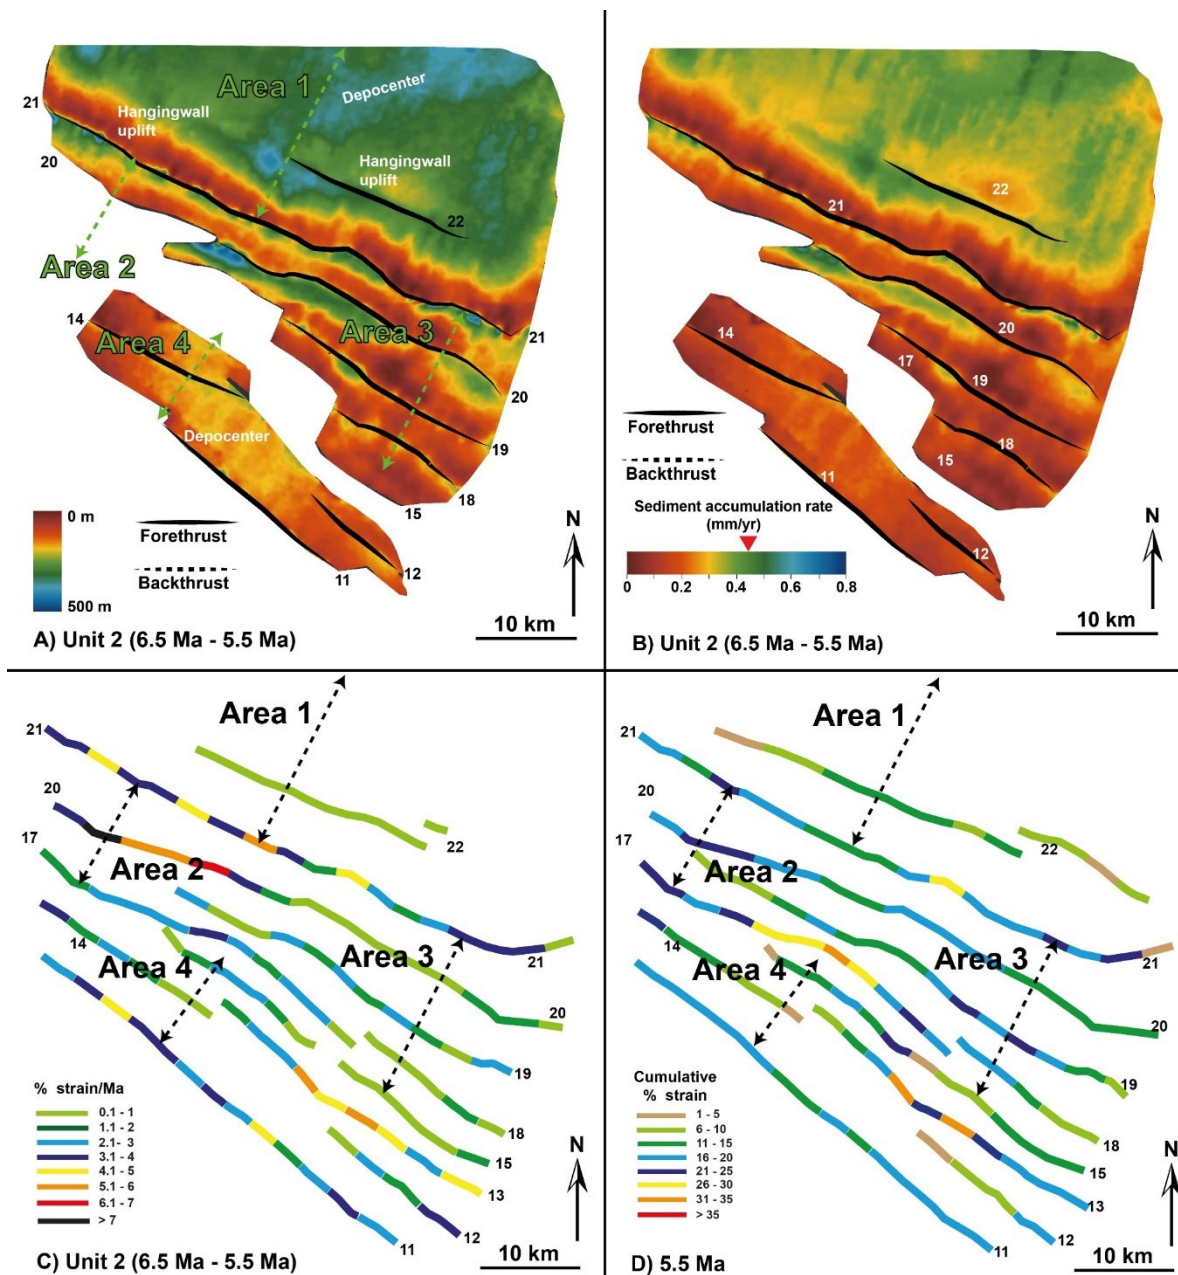 Area 1
Depocenter
21
Hangingwall
uplift
20
Hangingwall
uplift
22
Area 2
14
Area 4
Area 3
21
20
Depocenter
19
18
15
11
12
0 m
500 m
Forethrust
Backthrust
N
10 km
A) Unit 2 (6.5 Ma - 5.5 Ma)
22
21
20
14
17
19
18
15
11
12
Forethrust
Backthrust
Sediment accumulation rate
(mm/yr)
0
0.2
0.4
0.6
0.8
N
10 km
B) Unit 2 (6.5 Ma - 5.5 Ma)
Area 1
21
20
22
17
Area 2
14
Area 4
Area 3
21
20
19
18
15
13
12
11
% strain/Ma
0.1 - 1
1.1 - 2
2.1 - 3
3.1 - 4
4.1 - 5
5.1 - 6
6.1 - 7
> 7
N
10 km
C) Unit 2 (6.5 Ma - 5.5 Ma)
Area 1
21
20
17
22
Area 2
14
Area 4
Area 3
21
20
19
18
15
13
12
11
Cumulative
% strain
1 - 5
6 - 10
11 - 15
16 - 20
21 - 25
26 - 30
31 - 35
> 35
N
10 km
D) 5.5 Ma